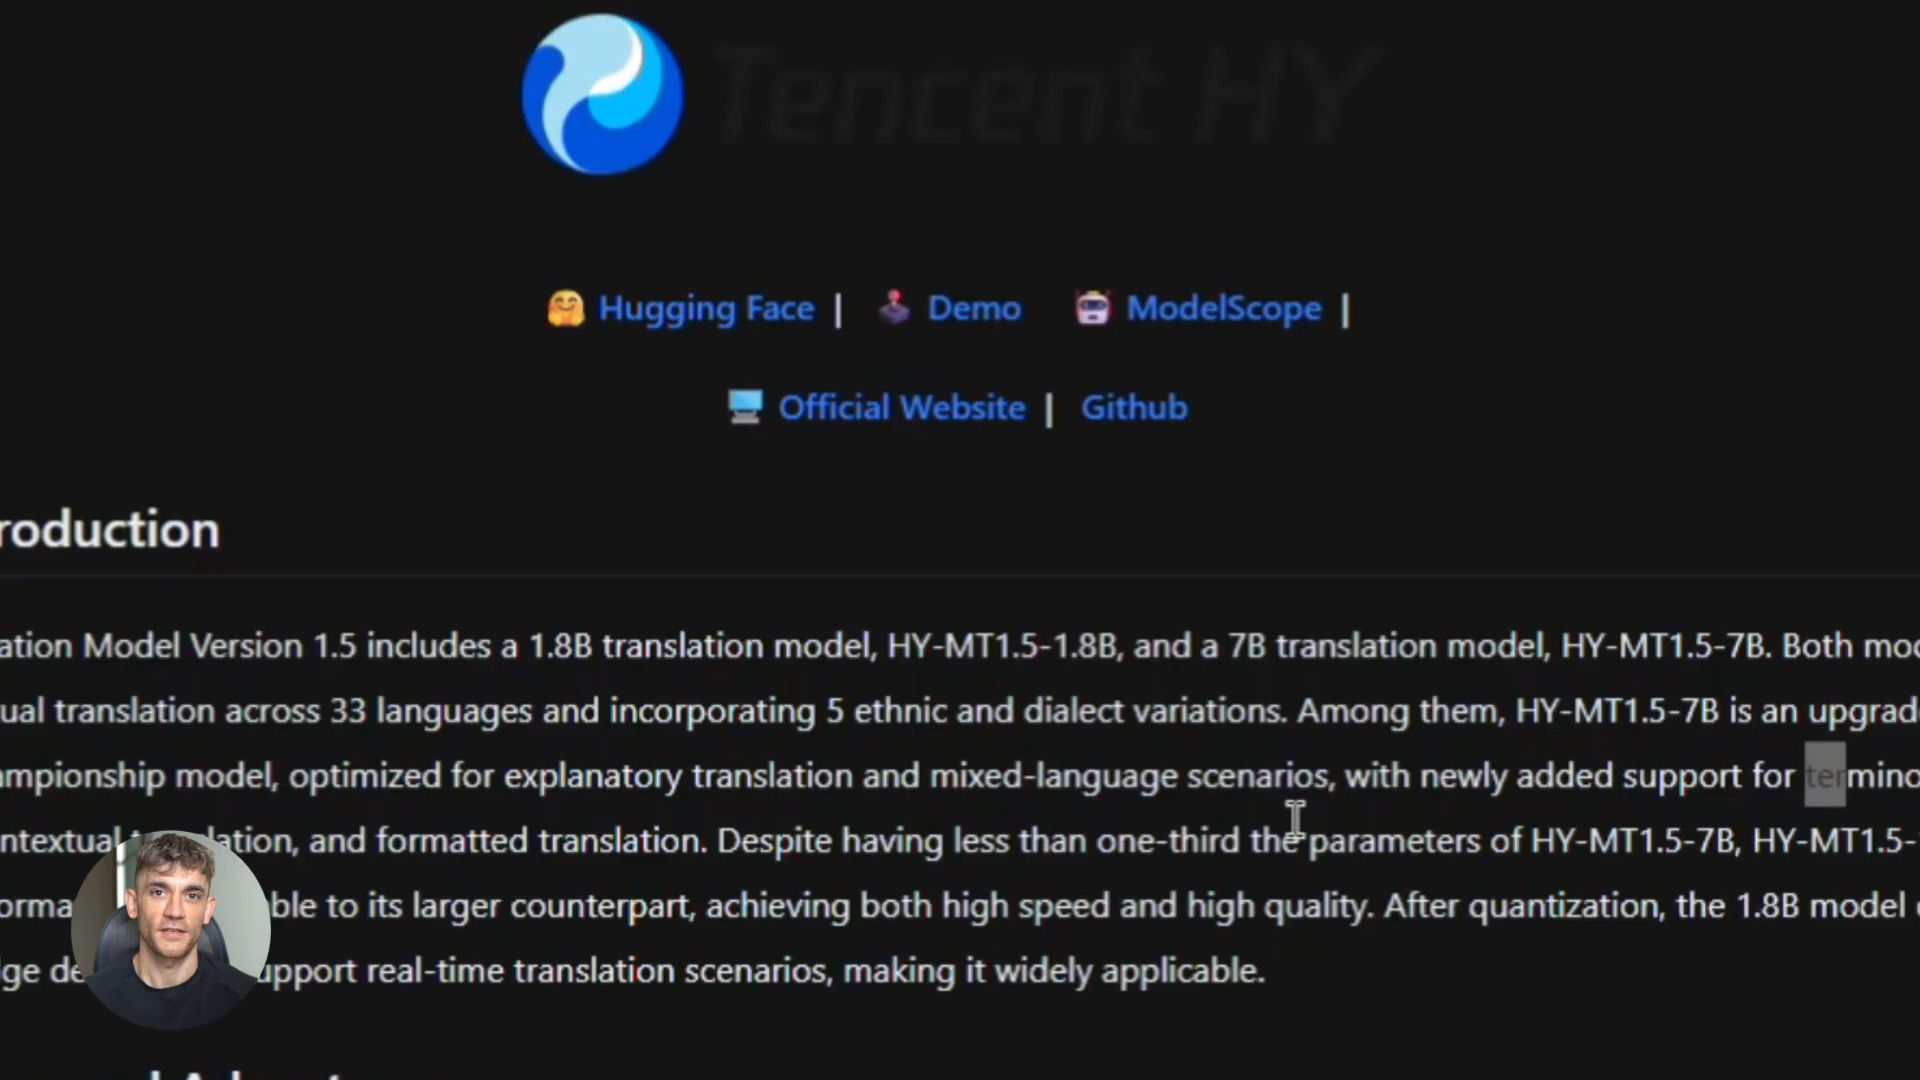 Tencent HY
Hugging Face |
Demo
ModelScope |
Official Website |
Github
roduction
ation Model Version 1.5 includes a 1.8B translation model, HY-MT1.5-1.8B, and a 7B translation model, HY-MT1.5-7B. Both mod
ual translation across 33 languages and incorporating 5 ethnic and dialect variations. Among them, HY-MT1.5-7B is an upgrad
mpionship model, optimized for explanatory translation and mixed-language scenarios, with newly added support for termino
ntextual lation, and formatted translation. Despite having less than one-third the parameters of HY-MT1.5-7B, HY-MT1.5-
orma ble to its larger counterpart, achieving both high speed and high quality. After quantization, the 1.8B model
ge de upport real-time translation scenarios, making it widely applicable.